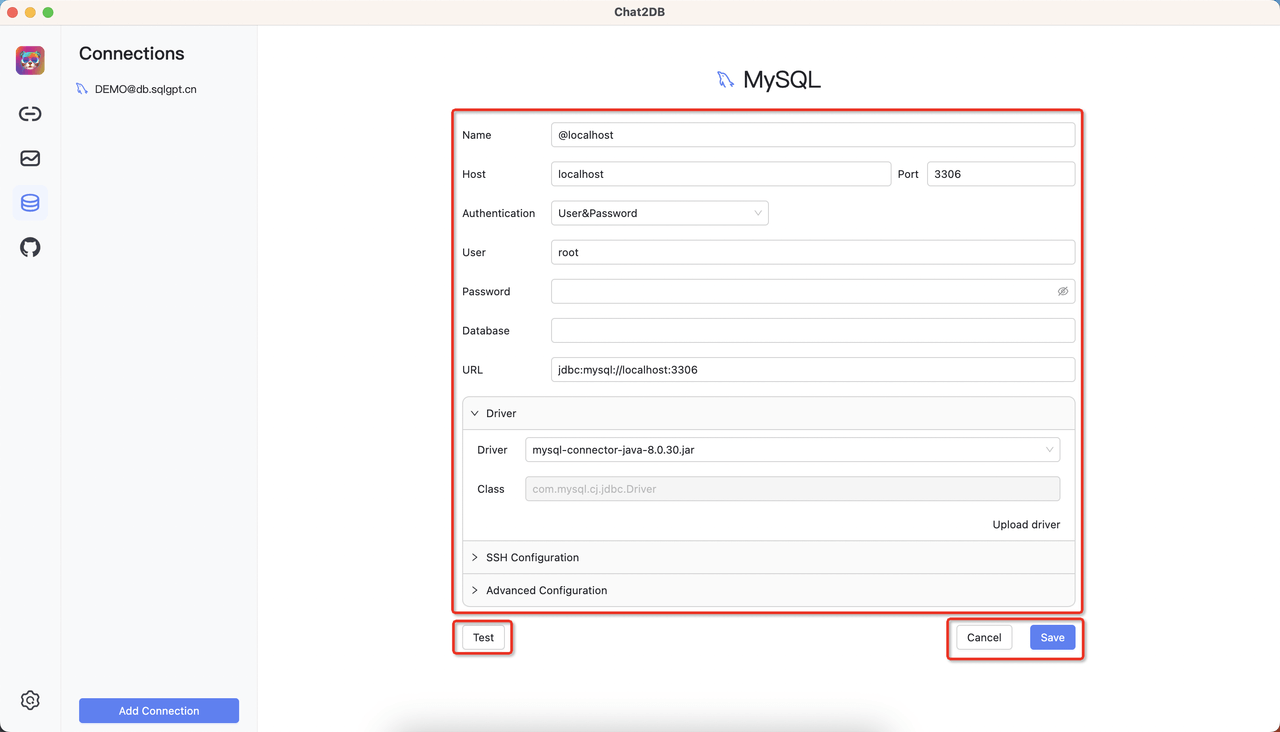 Chat2DB
Connections
DEMO@db.sqlgpt.cn
MySQL
Name @localhost
Host localhost Port 3306
Authentication User&Password
User root
Password
Database
URL jdbc:mysql://localhost:3306
Driver
Driver mysql-connector-java-8.0.30.jar
Class com.mysql.cj.jdbc.Driver
Upload driver
SSH Configuration
Advanced Configuration
Test Cancel Save
Add Connection